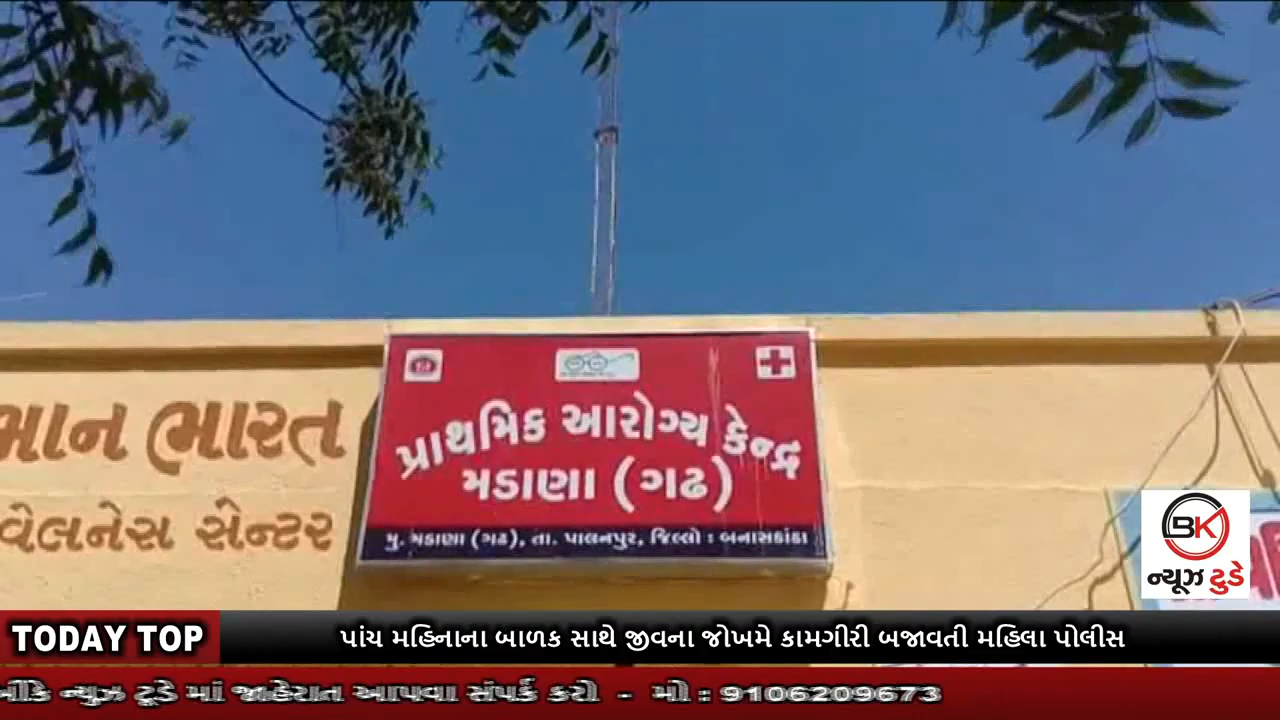 પ્રાથમિક આરોગ્ય કેન્દ્ર
મડાણા (ગઢ)
મુ. મડાણા (ગઢ), તા. પાલનપુર, જિલ્લો : બનાસકાંઠા
ભારત
વેલનેસ સેન્ટર
BK
ન્યૂઝ ટુડે
TODAY TOP
પાંચ મહિનાના બાળક સાથે જીવના જોખમે કામગીરી બજાવતી મહિલા પોલીસ
ન્યુઝ ટૂડે માં જાહેરાત આપવા સંપર્ક કરો - મો : 9106209673